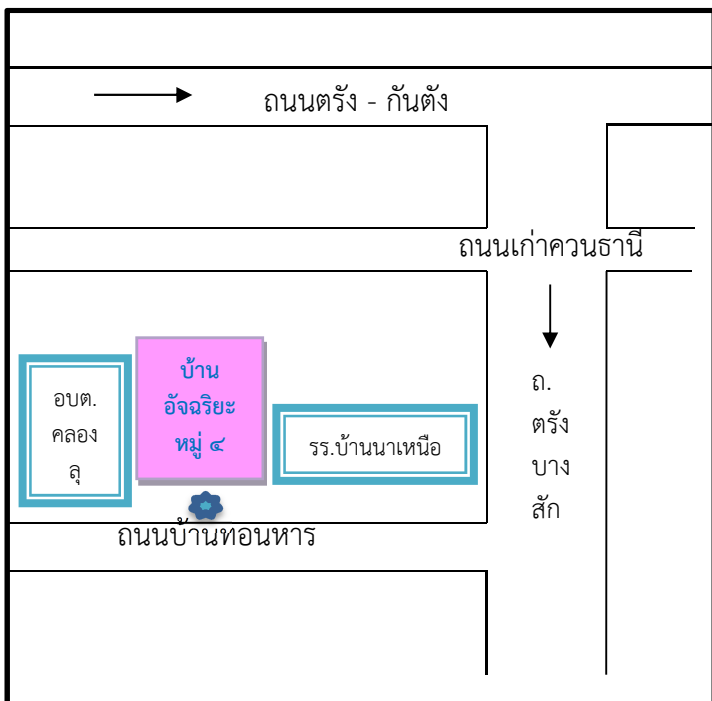 ถนนตรัง - กันตัง
ถนนเก่าควนธานี
บ้าน
อัจฉริยะ
หมู่ ๔
อบต.
คลอง
ลุ
รร.บ้านนาเหนือ
ถ.
ตรัง
บาง
สัก
ถนนบ้านทอนหาร